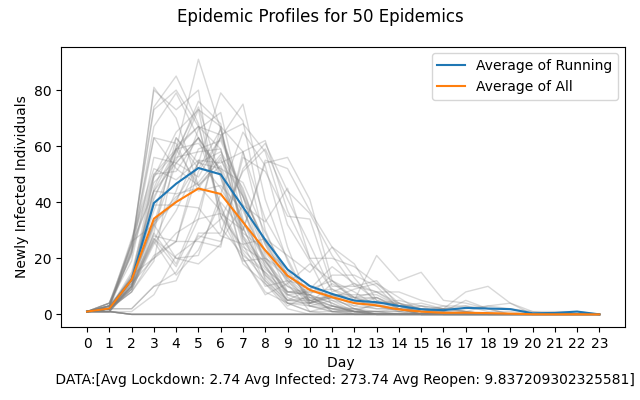 Epidemic Profiles for 50 Epidemics
Average of Running
Average of All
Newly Infected Individuals
80
60
40
20
0
0 1 2 3 4 5 6 7 8 9 10 11 12 13 14 15 16 17 18 19 20 21 22 23
Day
DATA:[Avg Lockdown: 2.74 Avg Infected: 273.74 Avg Reopen: 9.837209302325581]